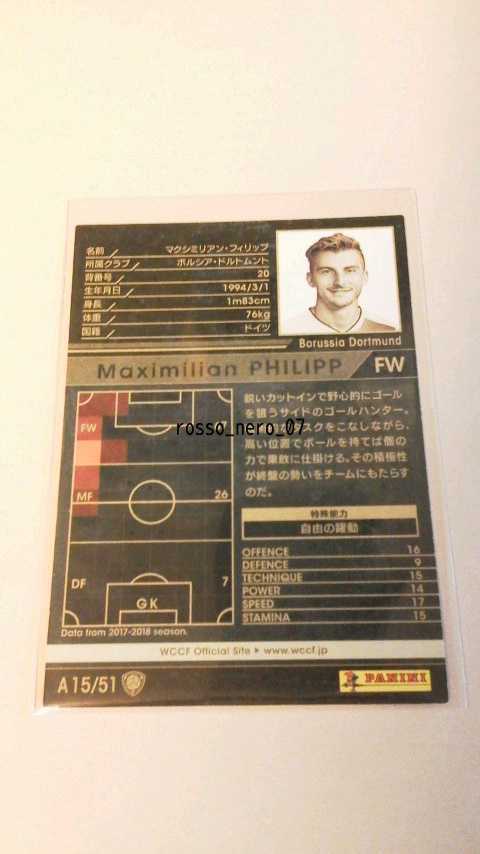 名前 マクシミリアン・フィリップ
所属クラブ ボルシア・ドルトムント
背番号 20
生年月日 1994/3/1
身長 1m83cm
体重 76kg
国籍 ドイツ
Borussia Dortmund
Maximilian PHILIPP FW
FW
MF 26
DF 7
GK
Data from 2017-2018 season.
鋭いカットインで野心的にゴール
を狙うサイドのゴールハンター。
rosso_nero_07
スクをこなしながら、
高い位置でボールを持てば個の
力で果敢に仕掛ける。その積極性
が終盤の勢いをチームにもたらす
のだ。
特殊能力
自由の躍動
OFFENCE 16
DEFENCE 9
TECHNIQUE 15
POWER 14
SPEED 17
STAMINA 15
WCCF Official Site ▶ www.wccf.jp
A15/51
PANINI